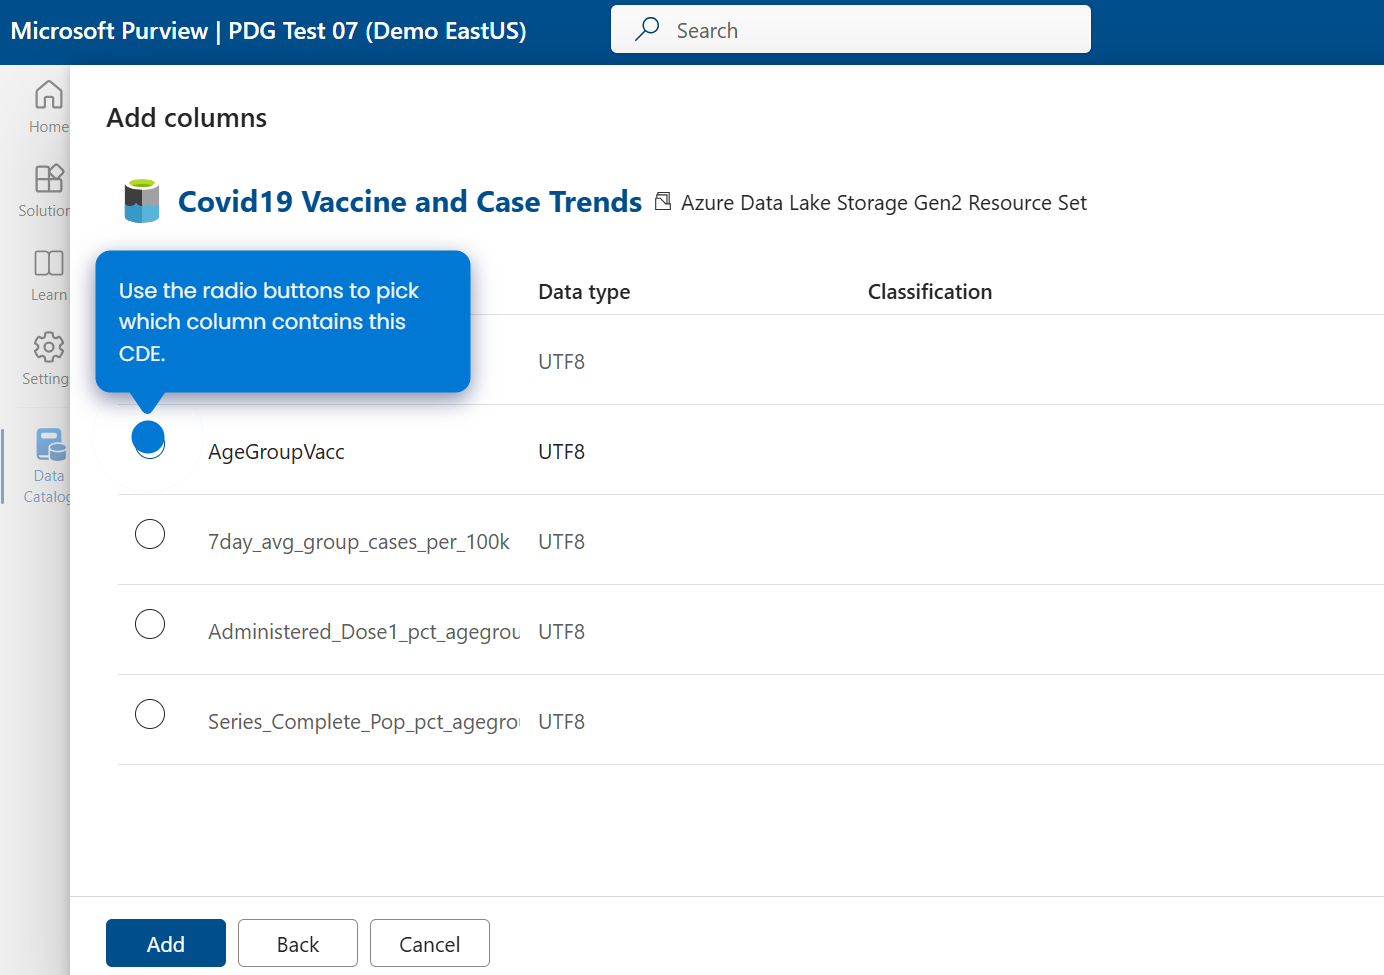 Microsoft Purview | PDG Test 07 (Demo EastUS)
Search
Home
Solution
Learn
Setting
Data
Catalog
Add columns
Covid19 Vaccine and Case Trends
Azure Data Lake Storage Gen2 Resource Set
Use the radio buttons to pick
which column contains this
CDE.
Data type
Classification
UTF8
AgeGroupVacc UTF8
7day_avg_group_cases_per_100k UTF8
Administered_Dose1_pct_agegrou UTF8
Series_Complete_Pop_pct_agegrou UTF8
Add
Back
Cancel